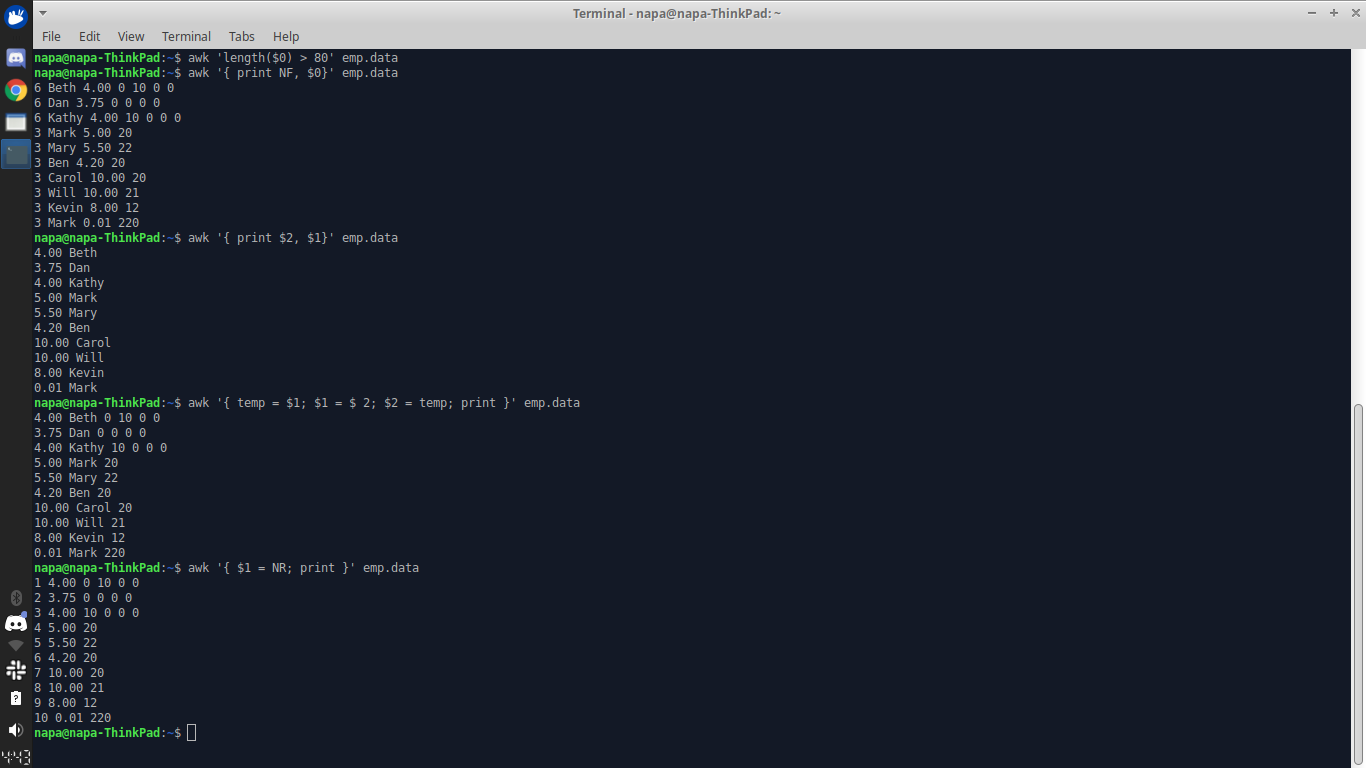 Terminal - napa@napa-ThinkPad: ~
File Edit View Terminal Tabs Help
napa@napa-ThinkPad:~$ awk 'length($0) > 80' emp.data
napa@napa-ThinkPad:~$ awk '{ print NF, $0}' emp.data
6 Beth 4.00 0 10 0 0
6 Dan 3.75 0 0 0 0
6 Kathy 4.00 10 0 0 0
3 Mark 5.00 20
3 Mary 5.50 22
3 Ben 4.20 20
3 Carol 10.00 20
3 Will 10.00 21
3 Kevin 8.00 12
3 Mark 0.01 220
napa@napa-ThinkPad:~$ awk '{ print $2, $1}' emp.data
4.00 Beth
3.75 Dan
4.00 Kathy
5.00 Mark
5.50 Mary
4.20 Ben
10.00 Carol
10.00 Will
8.00 Kevin
0.01 Mark
napa@napa-ThinkPad:~$ awk '{ temp = $1; $1 = $ 2; $2 = temp; print }' emp.data
4.00 Beth 0 10 0 0
3.75 Dan 0 0 0 0
4.00 Kathy 10 0 0 0
5.00 Mark 20
5.50 Mary 22
4.20 Ben 20
10.00 Carol 20
10.00 Will 21
8.00 Kevin 12
0.01 Mark 220
napa@napa-ThinkPad:~$ awk '{ $1 = NR; print }' emp.data
1 4.00 0 10 0 0
2 3.75 0 0 0 0
3 4.00 10 0 0 0
4 5.00 20
5 5.50 22
6 4.20 20
7 10.00 20
8 10.00 21
9 8.00 12
10 0.01 220
napa@napa-ThinkPad:~$
4:43